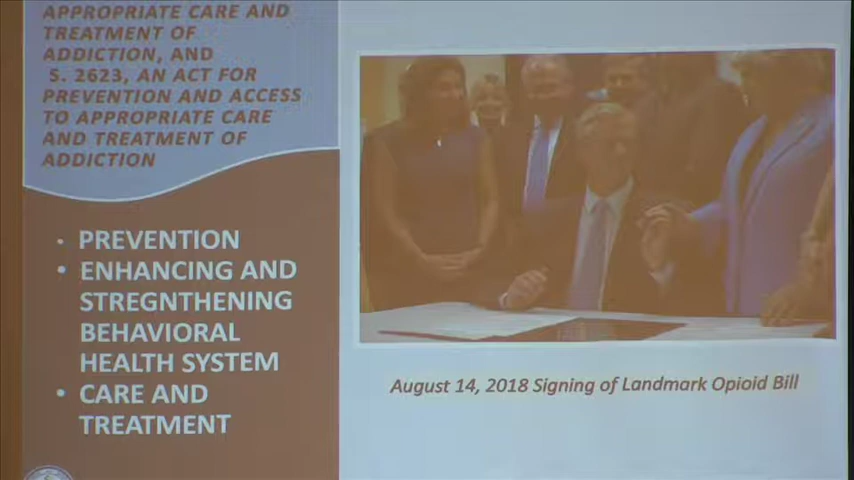 APPROPRIATE CARE AND
TREATMENT OF
ADDICTION, AND
S. 2623, AN ACT FOR
PREVENTION AND ACCESS
TO APPROPRIATE CARE
AND TREATMENT OF
ADDICTION
• PREVENTION
• ENHANCING AND
STREGNTHENING
BEHAVIORAL
HEALTH SYSTEM
• CARE AND
TREATMENT
August 14, 2018 Signing of Landmark Opioid Bill